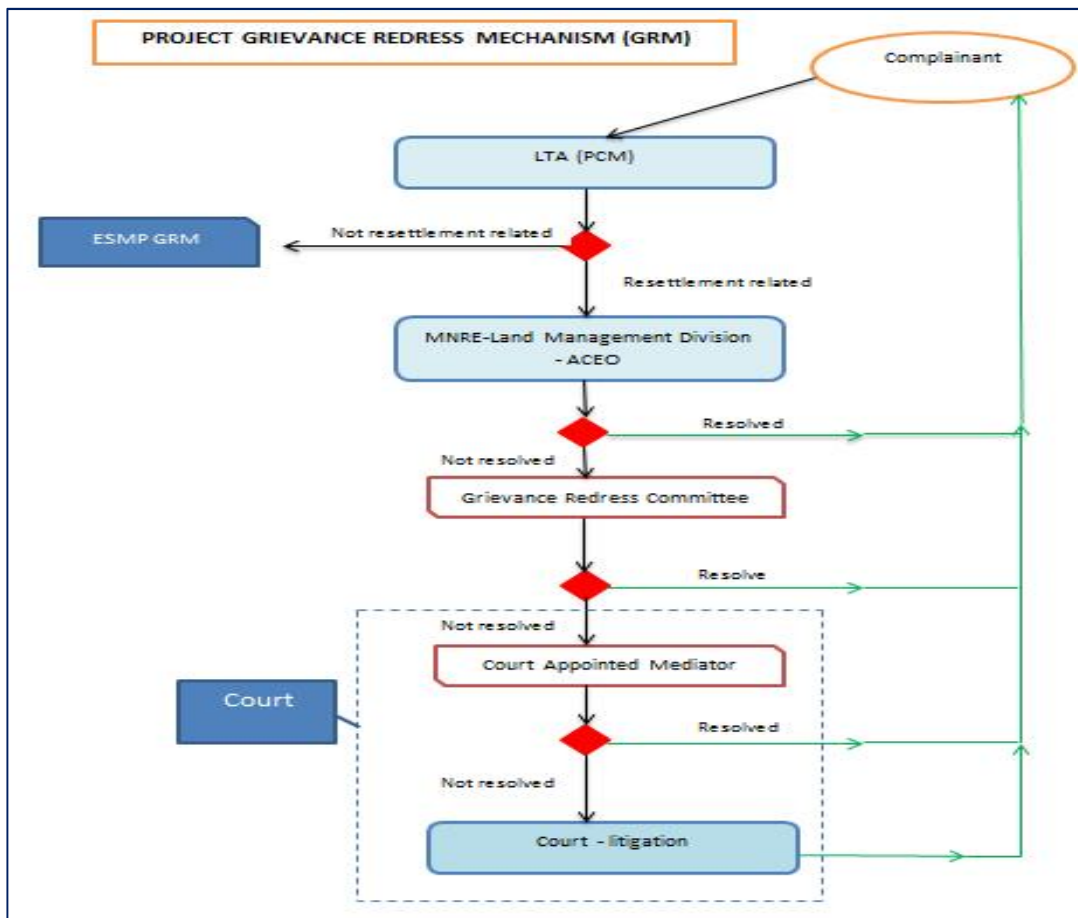 PROJECT GRIEVANCE REDRESS MECHANISM (GRM)
Complainant
LTA (PCM)
Not resettlement related
ESMP GRM
Resettlement related
MNRE-Land Management Division
- ACEO
Resolved
Not resolved
Grievance Redress Committee
Resolve
Not resolved
Court Appointed Mediator
Court
Resolved
Not resolved
Court - litigation